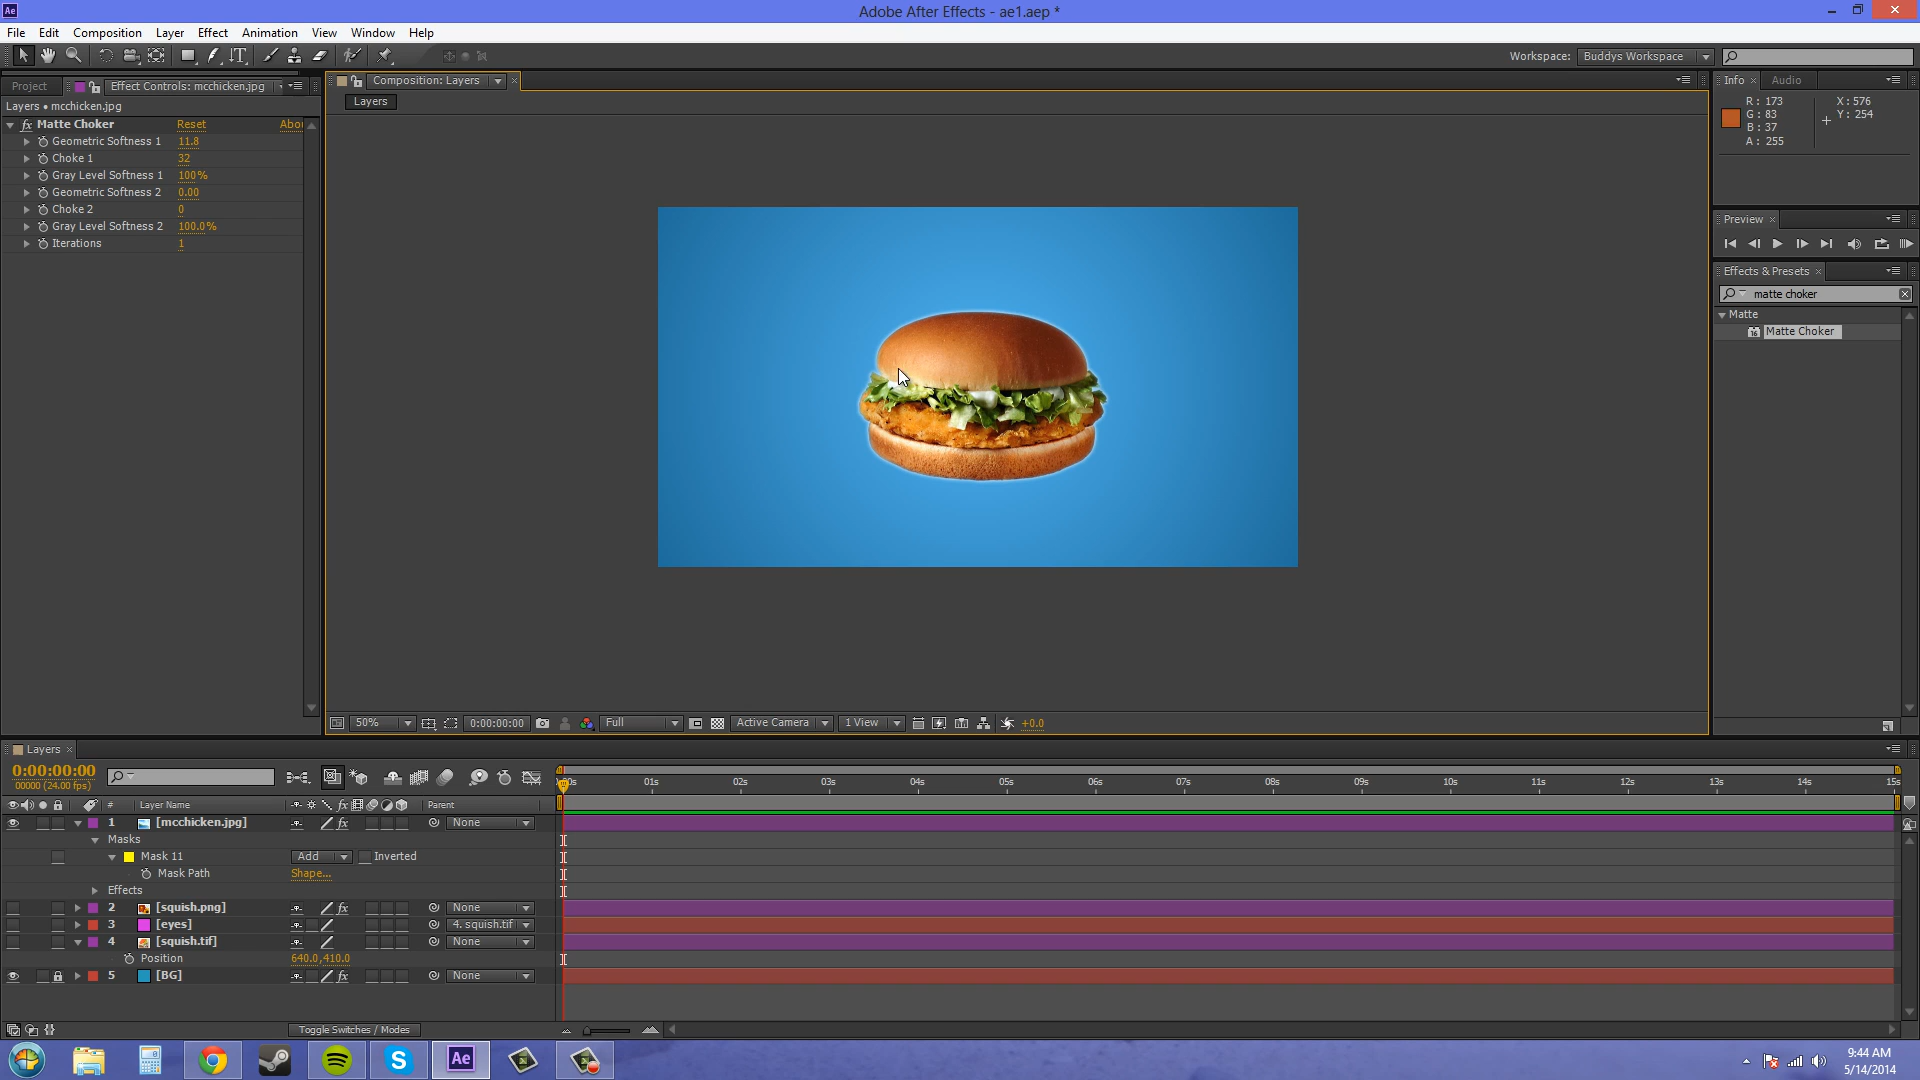 Ae
Adobe After Effects - ae1.aep *
File Edit Composition Layer Effect Animation View Window Help
Workspace: Buddys Workspace
Project Effect Controls: mcchicken.jpg
Composition: Layers
Info Audio
Layers • mcchicken.jpg
Layers
fx Matte Choker Reset Abou
Geometric Softness 1 11.8
Choke 1 32
Gray Level Softness 1 100%
Geometric Softness 2 0.00
Choke 2 0
Gray Level Softness 2 100.0%
Iterations 1
R: 173
G: 83
B: 37
A: 255
X: 576
Y: 254
Preview
Effects & Presets
matte choker
Matte
Matte Choker
50% 0:00:00:00 Full Active Camera 1 View +0.0
Layers
0:00:00:00
00000 (24.00 fps)
01s 02s 03s 04s 05s 06s 07s 08s 09s 10s 11s 12s 13s 14s 15s
# Layer Name fx Parent
1 [mcchicken.jpg] fx None
Masks
Mask 11 Add Inverted
Mask Path Shape...
Effects
2 [squish.png] fx None
3 [eyes] 4. squish.tif
4 [squish.tif] None
Position 640.0,410.0
5 [BG] fx None
Toggle Switches / Modes
Ae
9:44 AM
5/14/2014